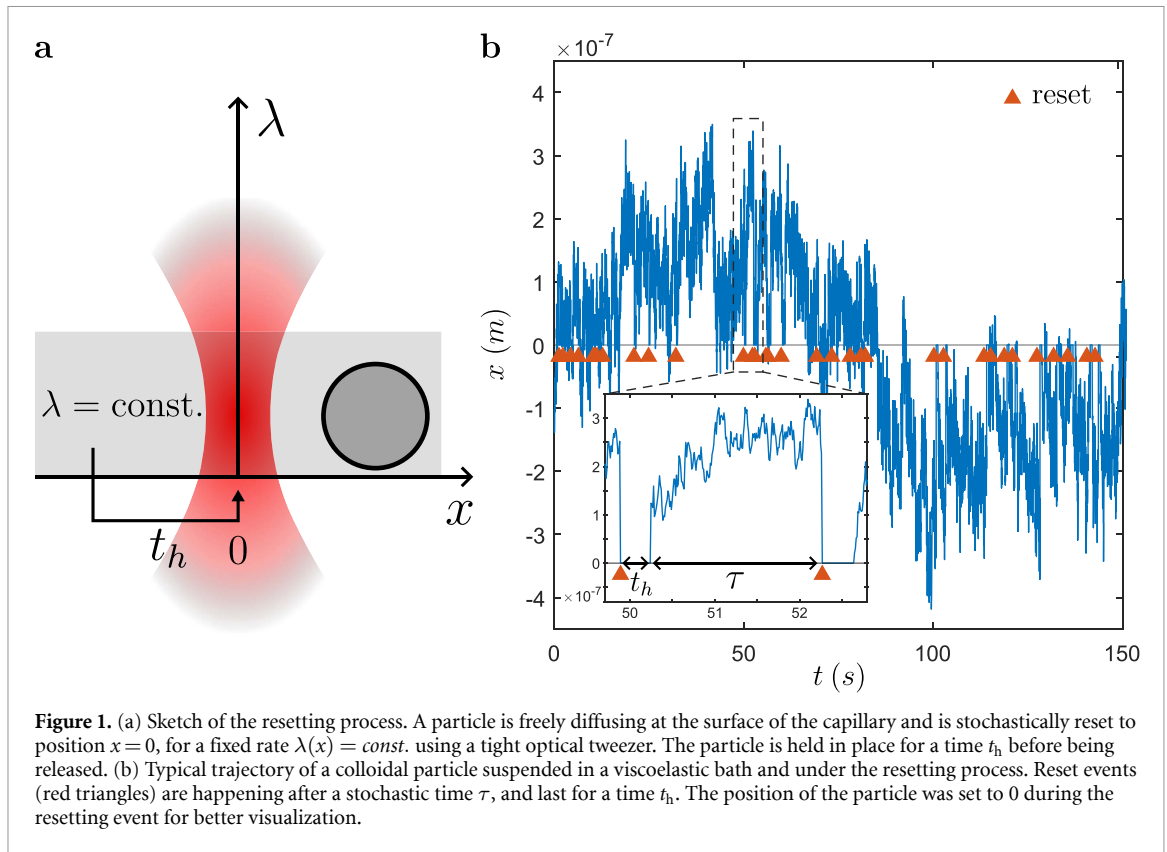 a
λ
λ = const.
x
t_h
0
b
×10^-7
4
3
2
1
0
-1
-2
-3
-4
x (m)
reset
3
2
1
0
×10^-7
t_h
τ
50
51
52
0
50
100
150
t (s)
Figure 1. (a) Sketch of the resetting process. A particle is freely diffusing at the surface of the capillary and is stochastically reset to
position x = 0, for a fixed rate λ(x) = const. using a tight optical tweezer. The particle is held in place for a time t_h before being
released. (b) Typical trajectory of a colloidal particle suspended in a viscoelastic bath and under the resetting process. Reset events
(red triangles) are happening after a stochastic time τ, and last for a time t_h. The position of the particle was set to 0 during the
resetting event for better visualization.